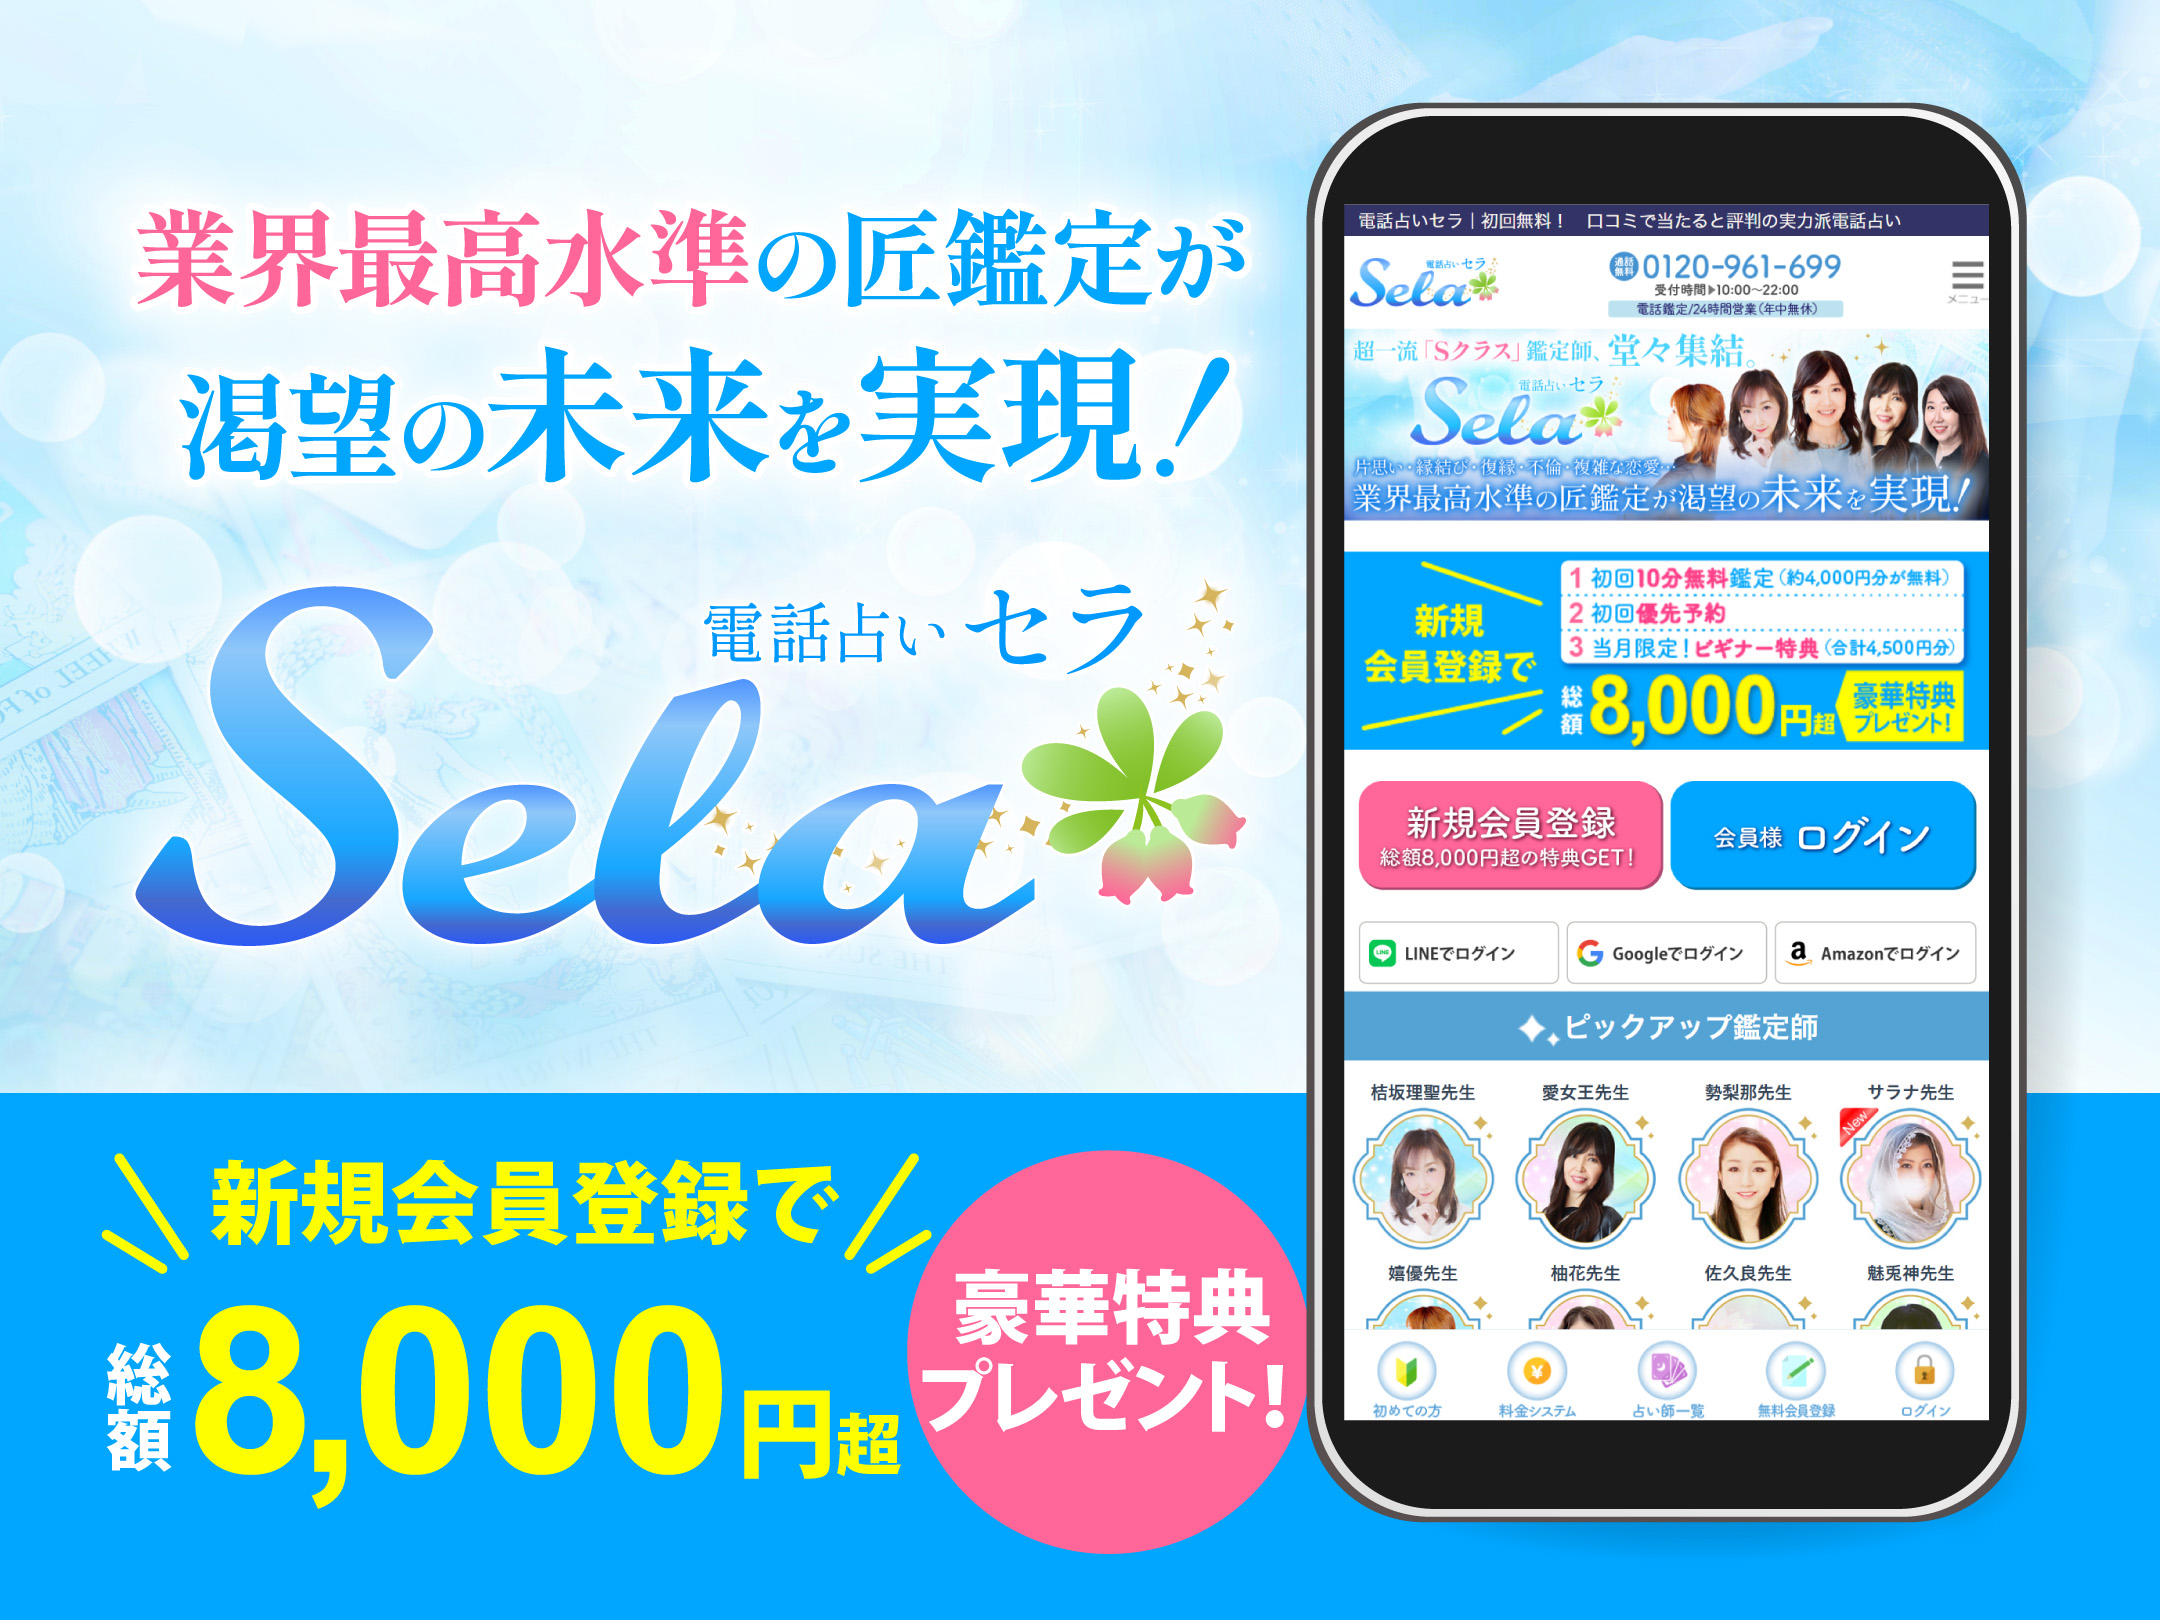 業界最高水準の匠鑑定が
渇望の未来を実現!
電話占いセラ
Sela
新規会員登録で
総額8,000円超
豪華特典
プレゼント!
電話占いセラ|初回無料! 口コミで当たると評判の実力派電話占い
電話占いセラ
Sela
通話無料 0120-961-699
受付時間▶10:00〜22:00
電話鑑定/24時間営業(年中無休)
メニュー
超一流「Sクラス」鑑定師、堂々集結。
電話占いセラ
Sela
片思い・縁結び・復縁・不倫・複雑な恋愛…
業界最高水準の匠鑑定が渇望の未来を実現!
新規
会員登録で
1 初回10分無料鑑定(約4,000円分が無料)
2 初回優先予約
3 当月限定!ビギナー特典(合計4,500円分)
総額8,000円超
豪華特典
プレゼント!
新規会員登録
総額8,000円超の特典GET!
会員様 ログイン
LINE LINEでログイン
Googleでログイン
a Amazonでログイン
ピックアップ鑑定師
桔坂理聖先生 愛女王先生 勢梨那先生 サラナ先生
New
嬉優先生 柚花先生 佐久良先生 魅兎神先生
初めての方 料金システム 占い師一覧 無料会員登録 ログイン
WHEEL of FO
THE SUN
THE WOR